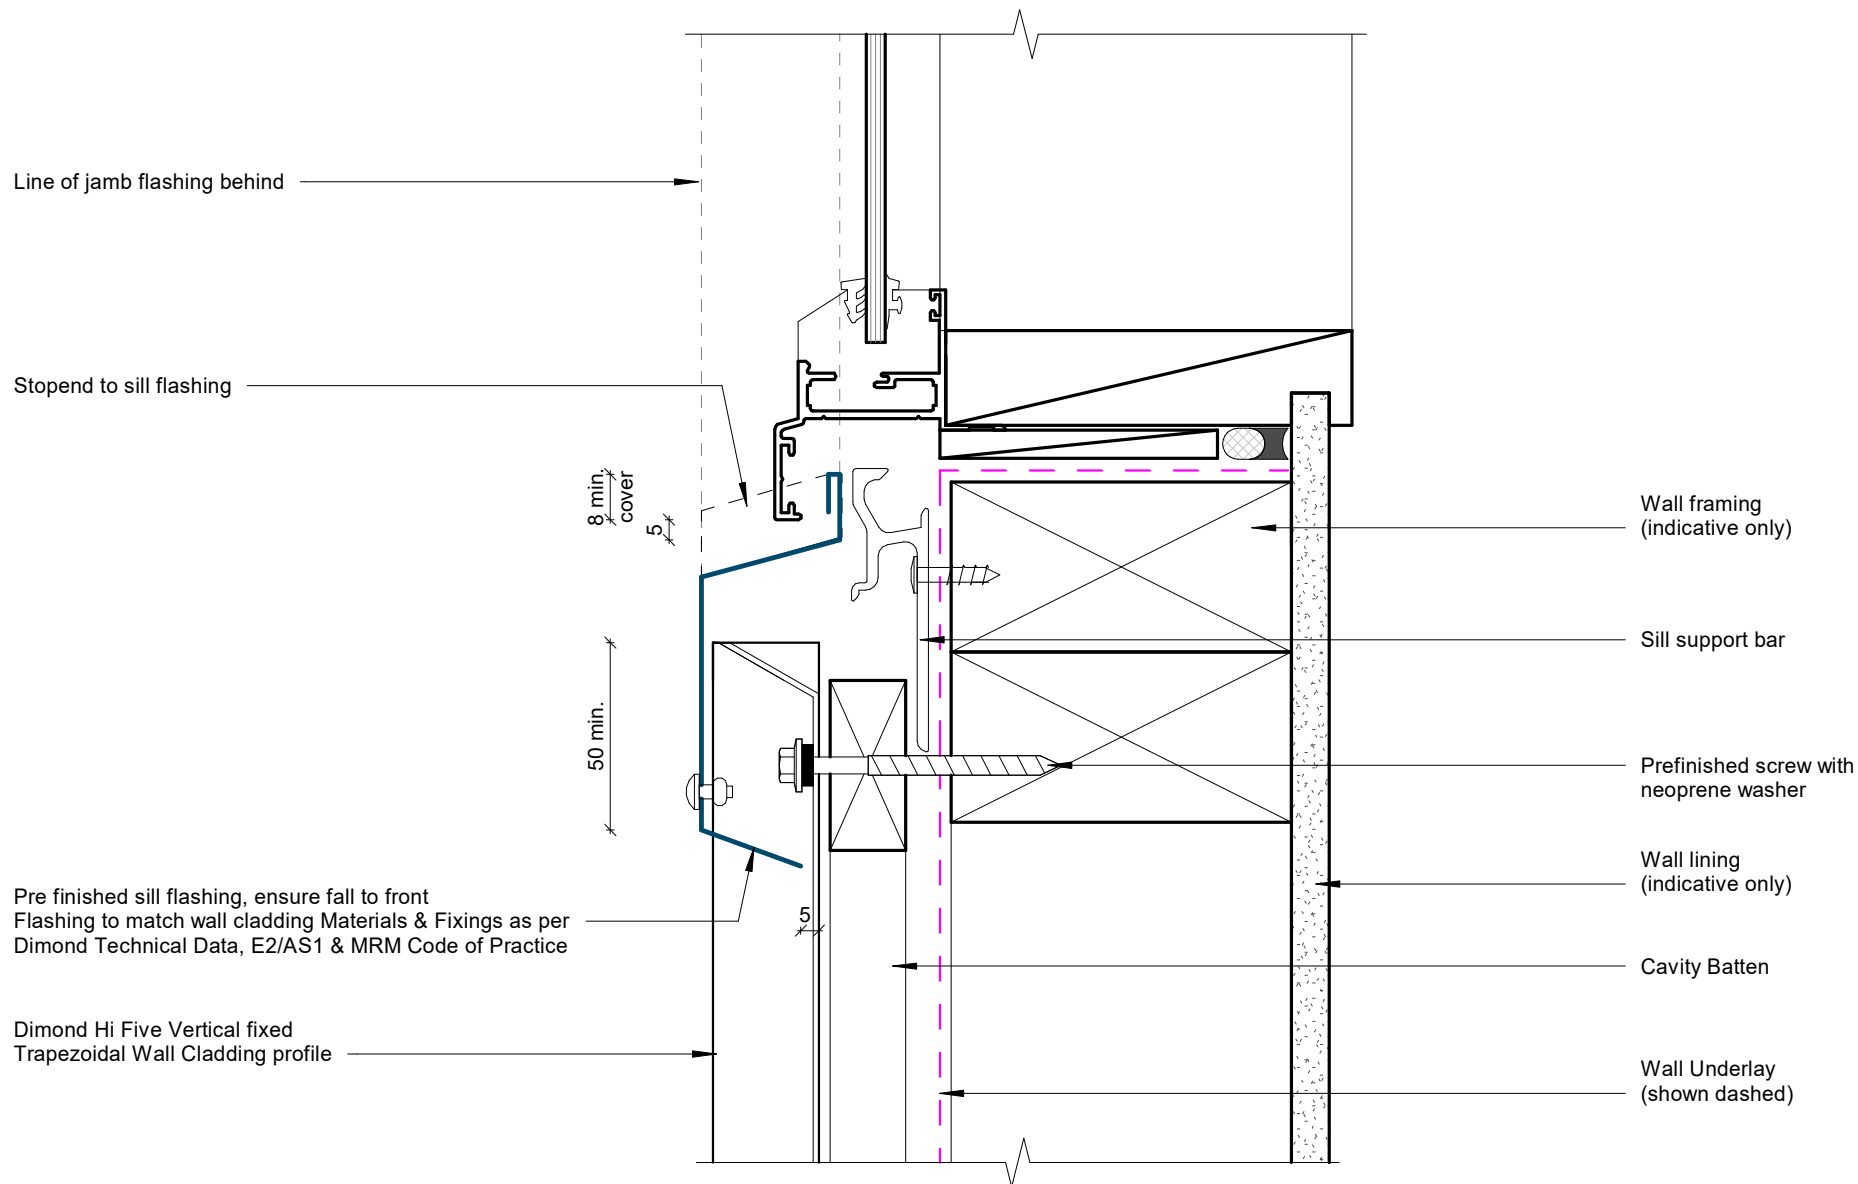 Line of jamb flashing behind
Stopend to sill flashing
8 min.
cover
5
50 min.
Pre finished sill flashing, ensure fall to front
Flashing to match wall cladding Materials & Fixings as per
Dimond Technical Data, E2/AS1 & MRM Code of Practice
5
Dimond Hi Five Vertical fixed
Trapezoidal Wall Cladding profile
Wall framing
(indicative only)
Sill support bar
Prefinished screw with
neoprene washer
Wall lining
(indicative only)
Cavity Batten
Wall Underlay
(shown dashed)